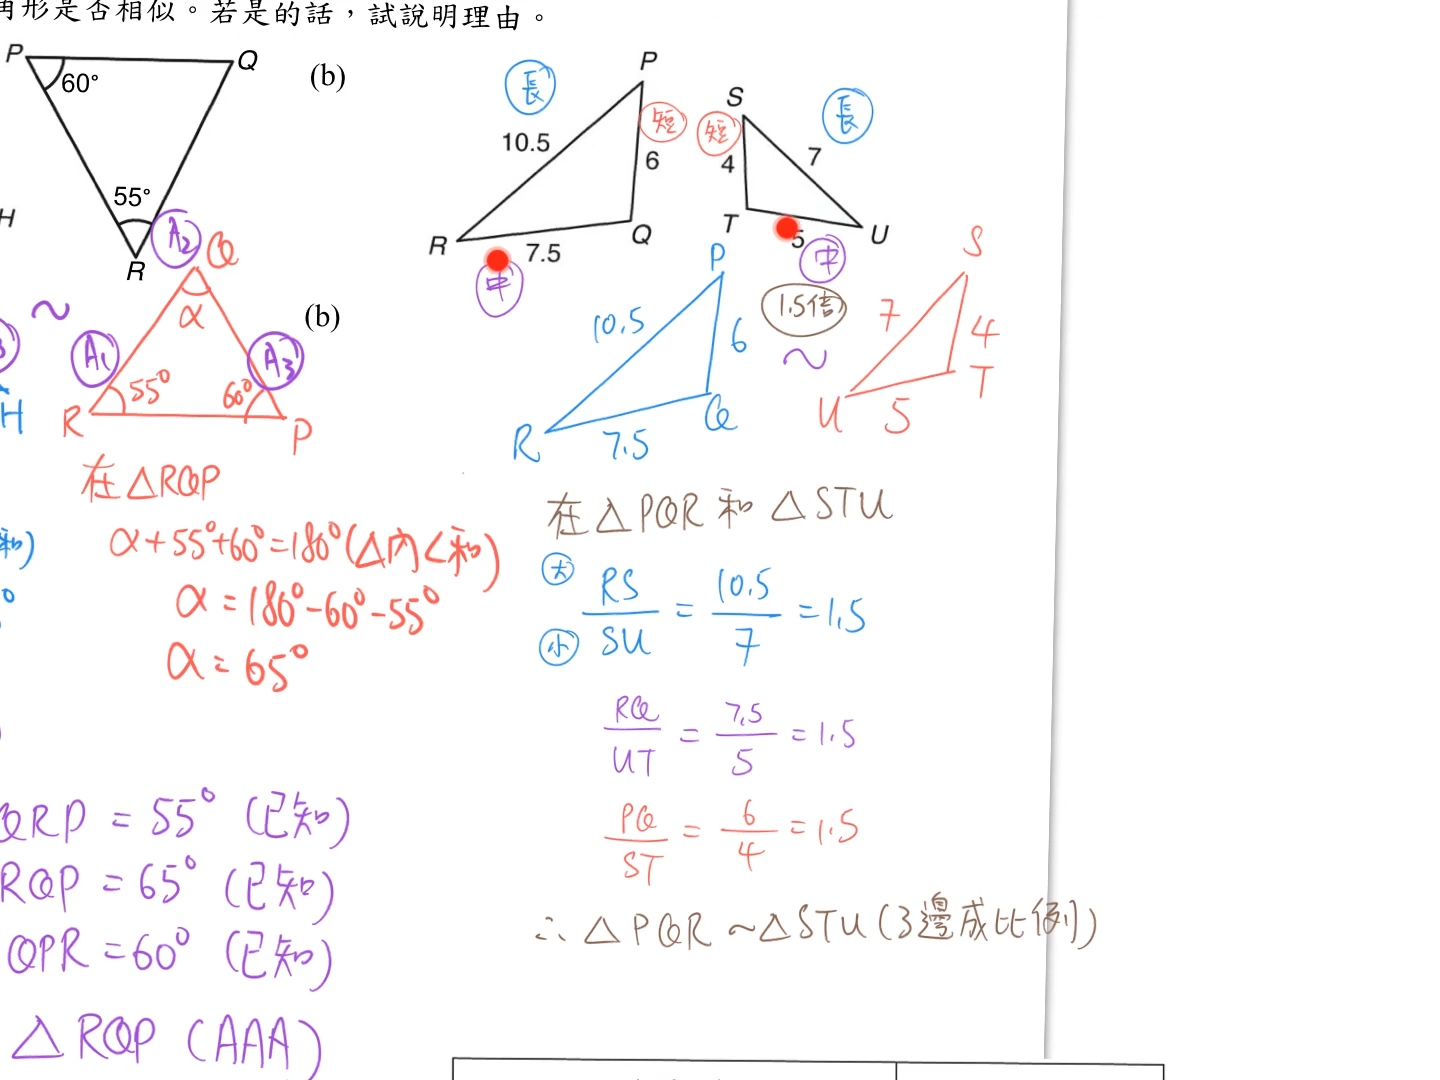 角形是否相似。若是的話，試說明理由。
P
Q
60°
55°
R
H
(b)
P
長
短
10.5
6
R
7.5
Q
中
S
短
長
4
7
T
5
U
中
A2
Q
α
~
A1
A3
55°
60°
R
P
H
(b)
P
10.5
6
R
7.5
Q
1.5倍
~
S
7
4
U
5
T
在△RQP
α+55°+60°=180°(△內∠和)
α=180°-60°-55°
α=65°
和)
°
在△PQR和△STU
大
小
RS/SU = 10.5/7 = 1.5
RQ/UT = 7.5/5 = 1.5
PQ/ST = 6/4 = 1.5
∴△PQR~△STU(3邊成比例)
QRP = 55° (已知)
RQP = 65° (已知)
QPR = 60° (已知)
△RQP (AAA)